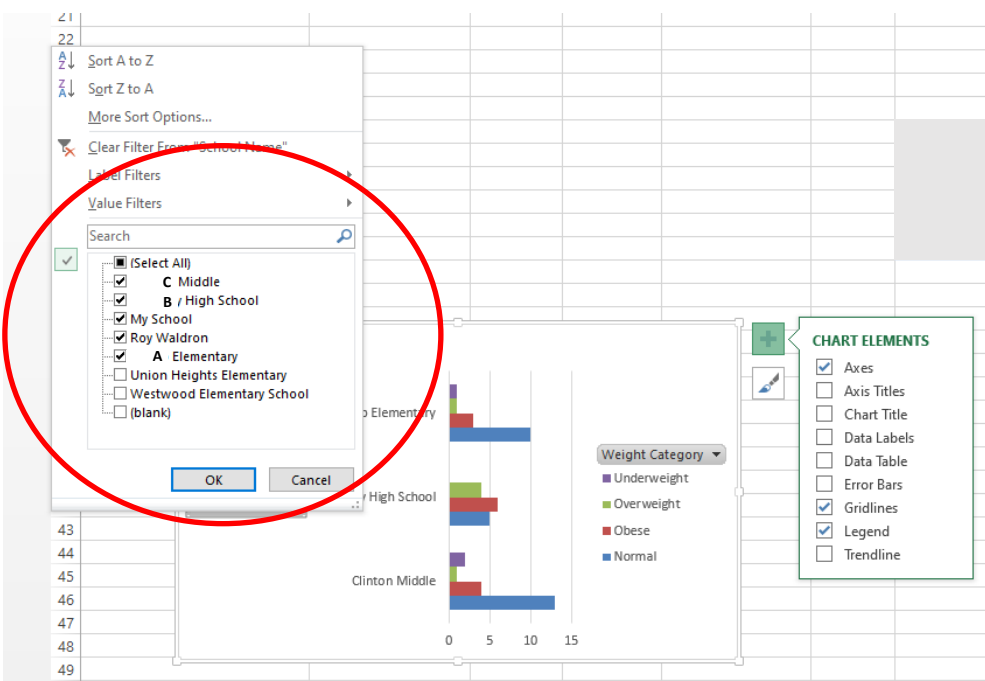 21
22
Sort A to Z
Sort Z to A
More Sort Options...
Clear Filter From "School Name"
Label Filters
Value Filters
Search
(Select All)
C Middle
B / High School
My School
Roy Waldron
A Elementary
Union Heights Elementary
Westwood Elementary School
(blank)
OK Cancel
Elementary
High School
Clinton Middle
0 5 10 15
Weight Category
Underweight
Overweight
Obese
Normal
CHART ELEMENTS
Axes
Axis Titles
Chart Title
Data Labels
Data Table
Error Bars
Gridlines
Legend
Trendline
43
44
45
46
47
48
49